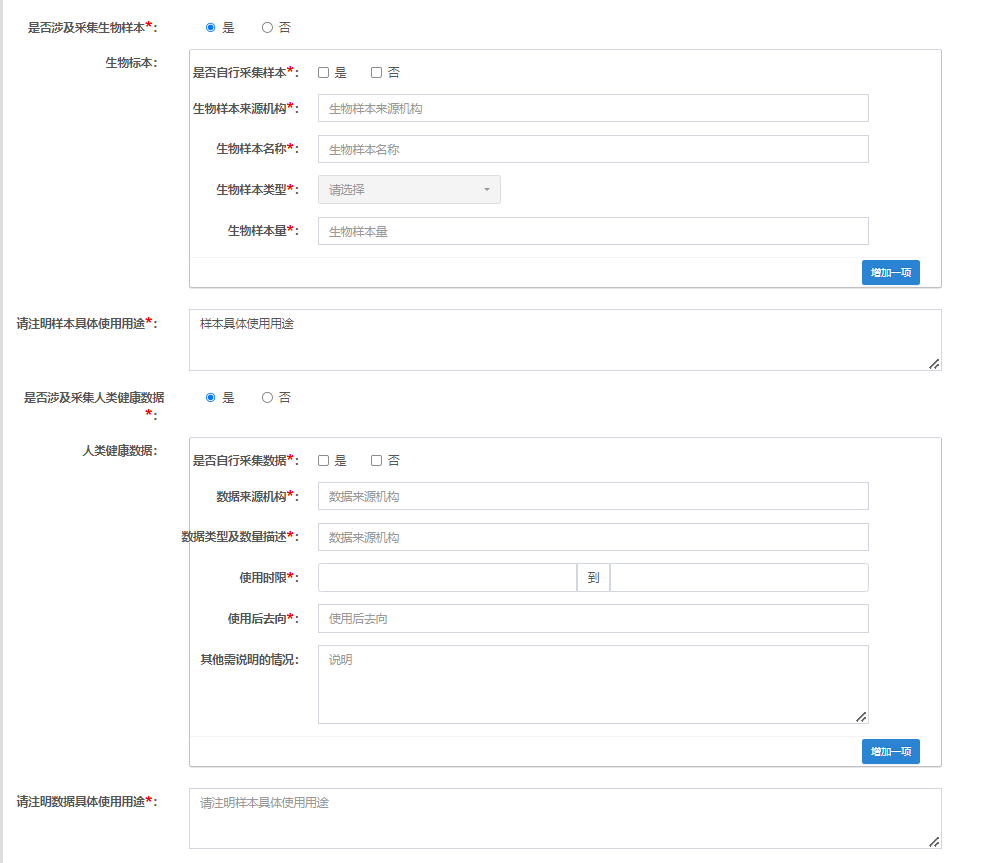 是否涉及采集生物样本*： 是 否
生物标本：
是否自行采集样本*： 是 否
生物样本来源机构*： 生物样本来源机构
生物样本名称*： 生物样本名称
生物样本类型*： 请选择
生物样本量*： 生物样本量
增加一项
请注明样本具体使用用途*： 样本具体使用用途
是否涉及采集人类健康数据 是 否
*：
人类健康数据：
是否自行采集数据*： 是 否
数据来源机构*： 数据来源机构
数据类型及数量描述*： 数据来源机构
使用时限*： 到
使用后去向*： 使用后去向
其他需说明的情况： 说明
增加一项
请注明数据具体使用用途*： 请注明样本具体使用用途